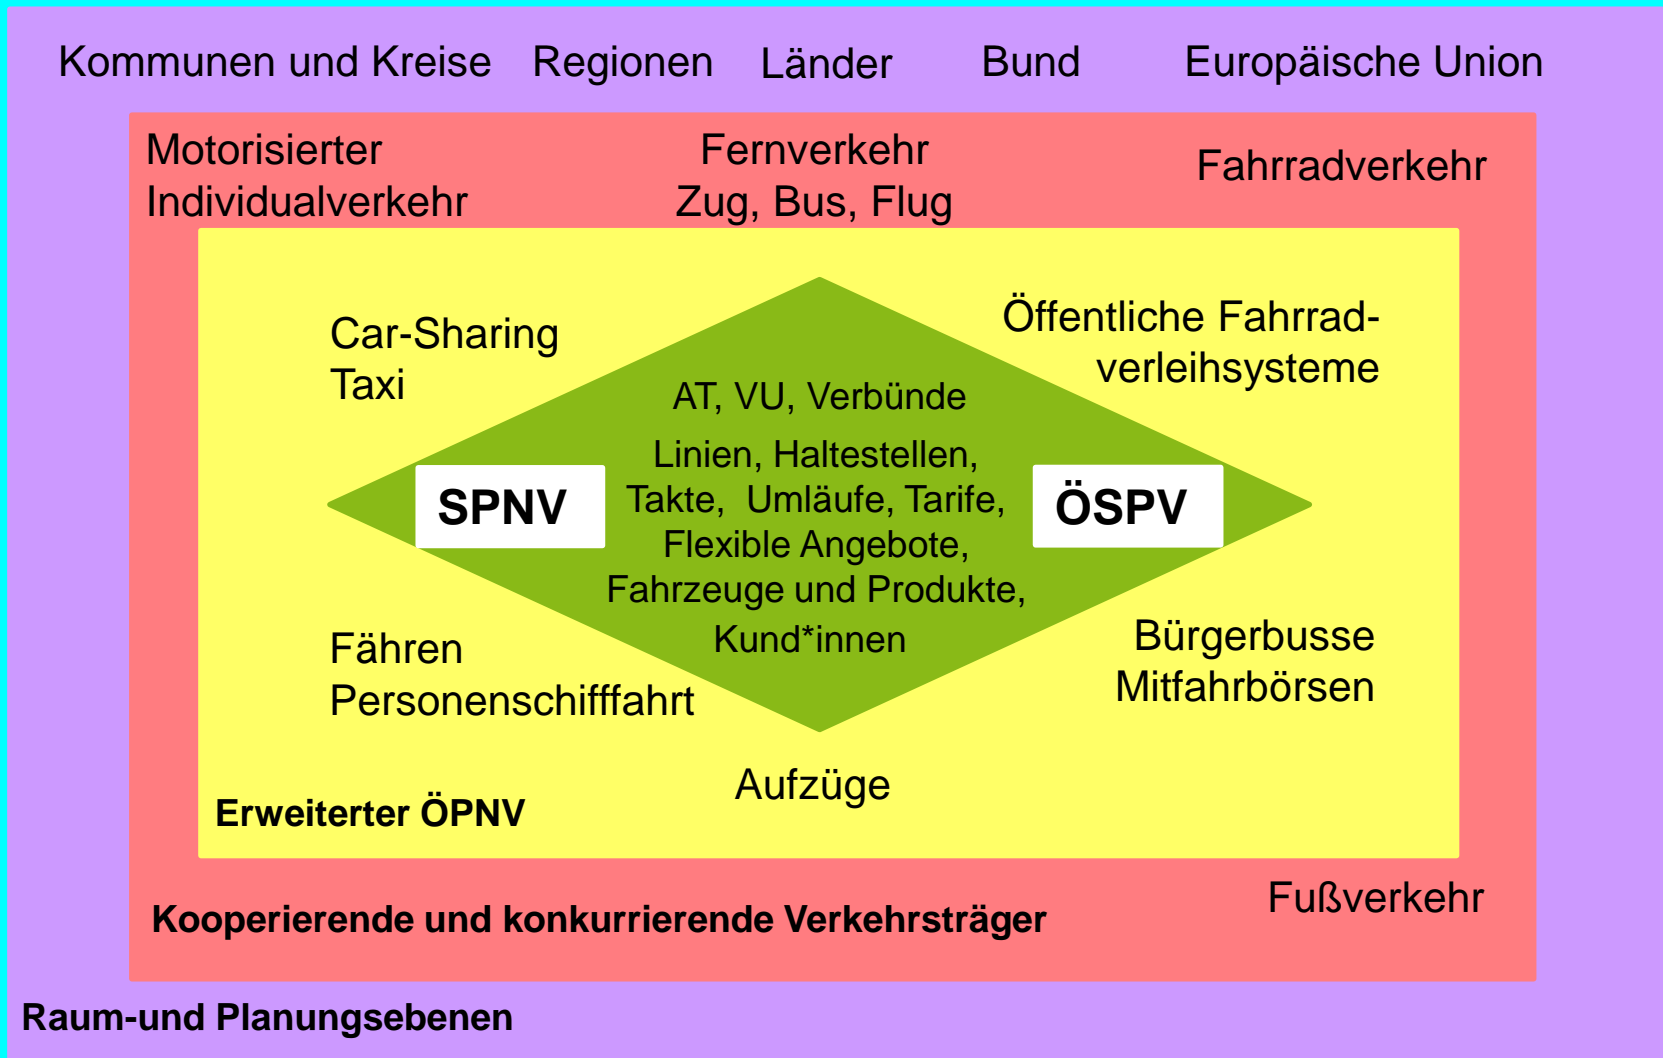 Kommunen und Kreise Regionen Länder Bund Europäische Union
Motorisierter
Individualverkehr
Fernverkehr
Zug, Bus, Flug
Fahrradverkehr
Car-Sharing
Taxi
Öffentliche Fahrrad-
verleihsysteme
AT, VU, Verbünde
Linien, Haltestellen,
Takte, Umläufe, Tarife,
Flexible Angebote,
Fahrzeuge und Produkte,
Kund*innen
SPNV
ÖSPV
Fähren
Personenschifffahrt
Bürgerbusse
Mitfahrbörsen
Aufzüge
Erweiterter ÖPNV
Fußverkehr
Kooperierende und konkurrierende Verkehrsträger
Raum-und Planungsebenen